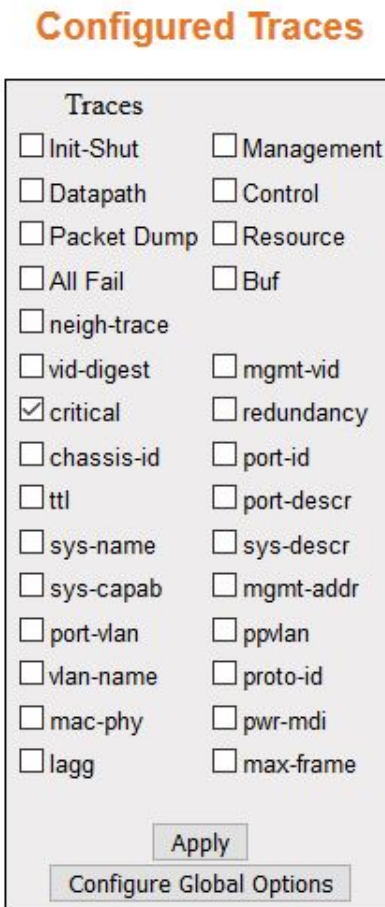 Configured Traces
Traces
Init-Shut Management
Datapath Control
Packet Dump Resource
All Fail Buf
neigh-trace
vid-digest mgmt-vid
critical redundancy
chassis-id port-id
ttl port-descr
sys-name sys-descr
sys-capab mgmt-addr
port-vlan ppvlan
vlan-name proto-id
mac-phy pwr-mdi
lagg max-frame
Apply
Configure Global Options